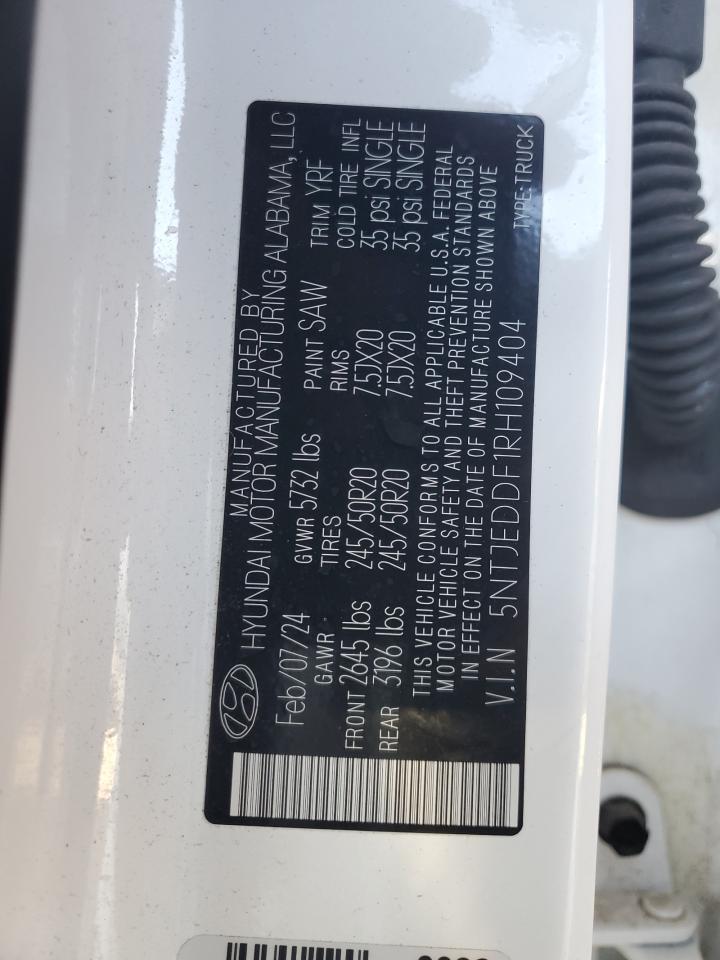 MANUFACTURED BY
HYUNDAI MOTOR MANUFACTURING ALABAMA, LLC
Feb/07/24 GVWR 5732 lbs PAINT SAW TRIM YRF
GAWR TIRES RIMS COLD TIRE INFL
FRONT 2645 lbs 245/50R20 7.5JX20 35 psi SINGLE
REAR 3196 lbs 245/50R20 7.5JX20 35 psi SINGLE
THIS VEHICLE CONFORMS TO ALL APPLICABLE U.S.A. FEDERAL
MOTOR VEHICLE SAFETY AND THEFT PREVENTION STANDARDS
IN EFFECT ON THE DATE OF MANUFACTURE SHOWN ABOVE
V.I.N 5NTJEDDF1RH109404 TYPE:TRUCK